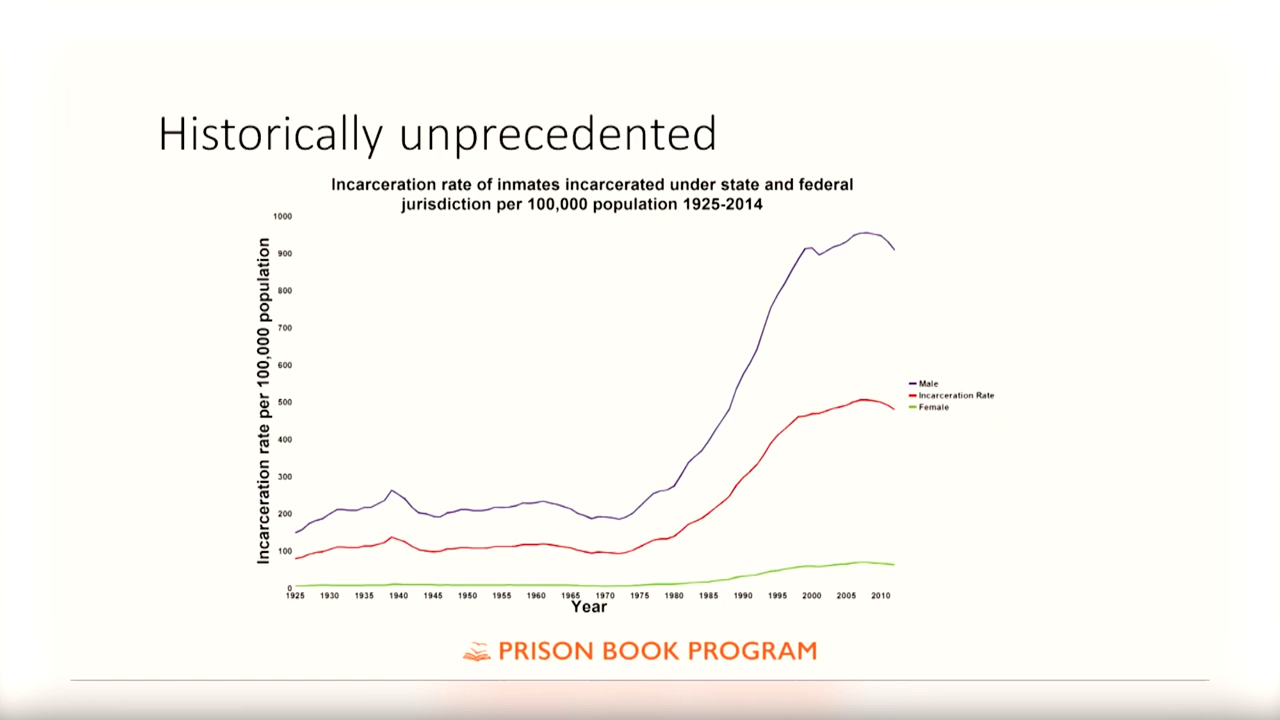 Historically unprecedented
Incarceration rate of inmates incarcerated under state and federal
jurisdiction per 100,000 population 1925-2014
Incarceration rate per 100,000 population
1000
900
800
700
600
500
400
300
200
100
0
Male
Incarceration Rate
Female
1925 1930 1935 1940 1945 1950 1955 1960 1965 1970 1975 1980 1985 1990 1995 2000 2005 2010
Year
PRISON BOOK PROGRAM